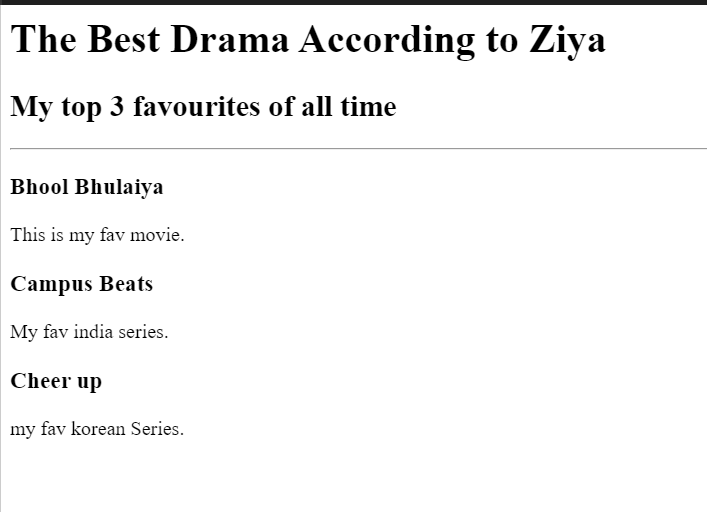 The Best Drama According to Ziya
My top 3 favourites of all time
Bhool Bhulaiya
This is my fav movie.
Campus Beats
My fav india series.
Cheer up
my fav korean Series.